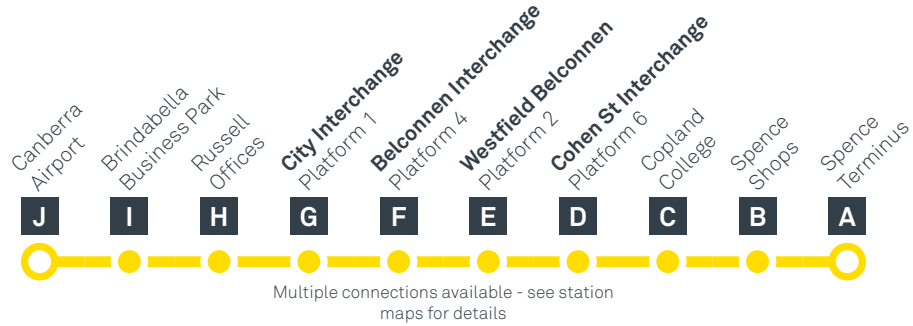 Canberra
Airport
Brindabella
Business Park
Russell
Offices
City Interchange
Platform 1
Belconnen Interchange
Platform 4
Westfield Belconnen
Platform 2
Cohen St Interchange
Platform 6
Copland
College
Spence
Shops
Spence
Terminus
J I H G F E D C B A
Multiple connections available - see station
maps for details